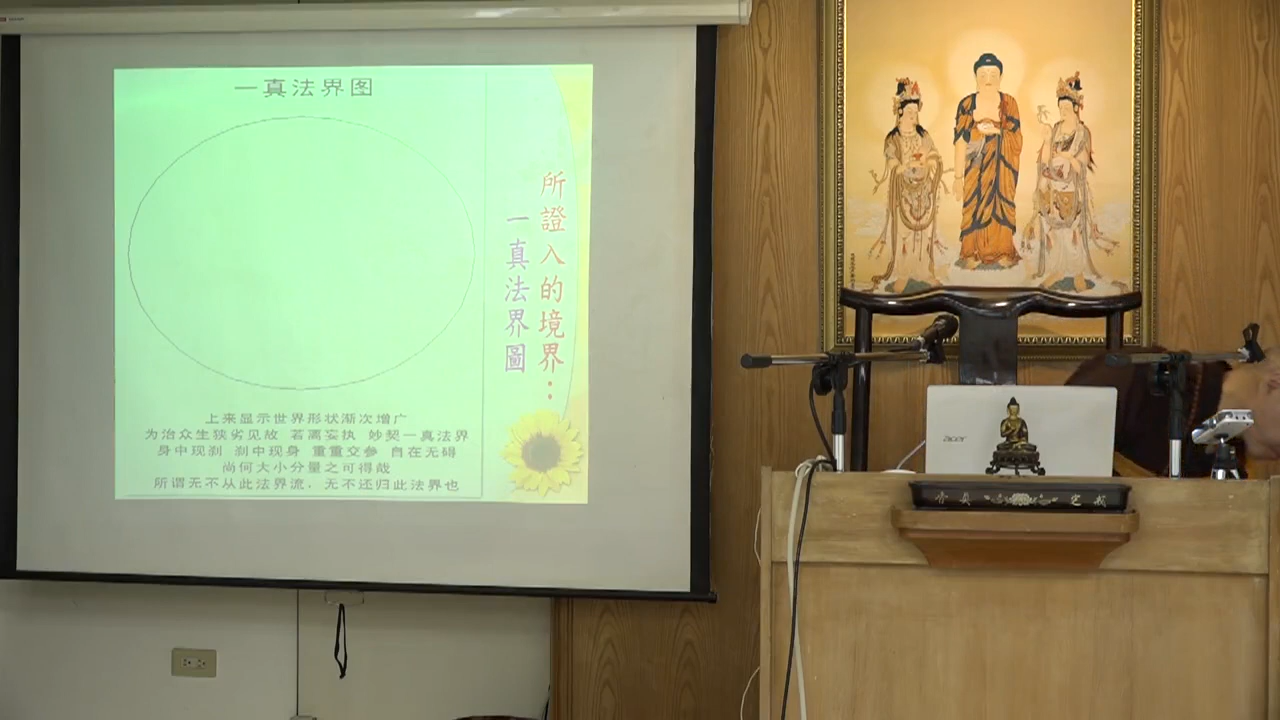 一真法界图
所證入的境界：
一真法界圖
上来显示世界形状渐次增广
为治众生狭劣见故 若离妄执 妙契一真法界
身中现刹 刹中现身 重重交参 自在无碍
尚何大小分量之可得哉
所谓无不从此法界流，无不还归此法界也
acer